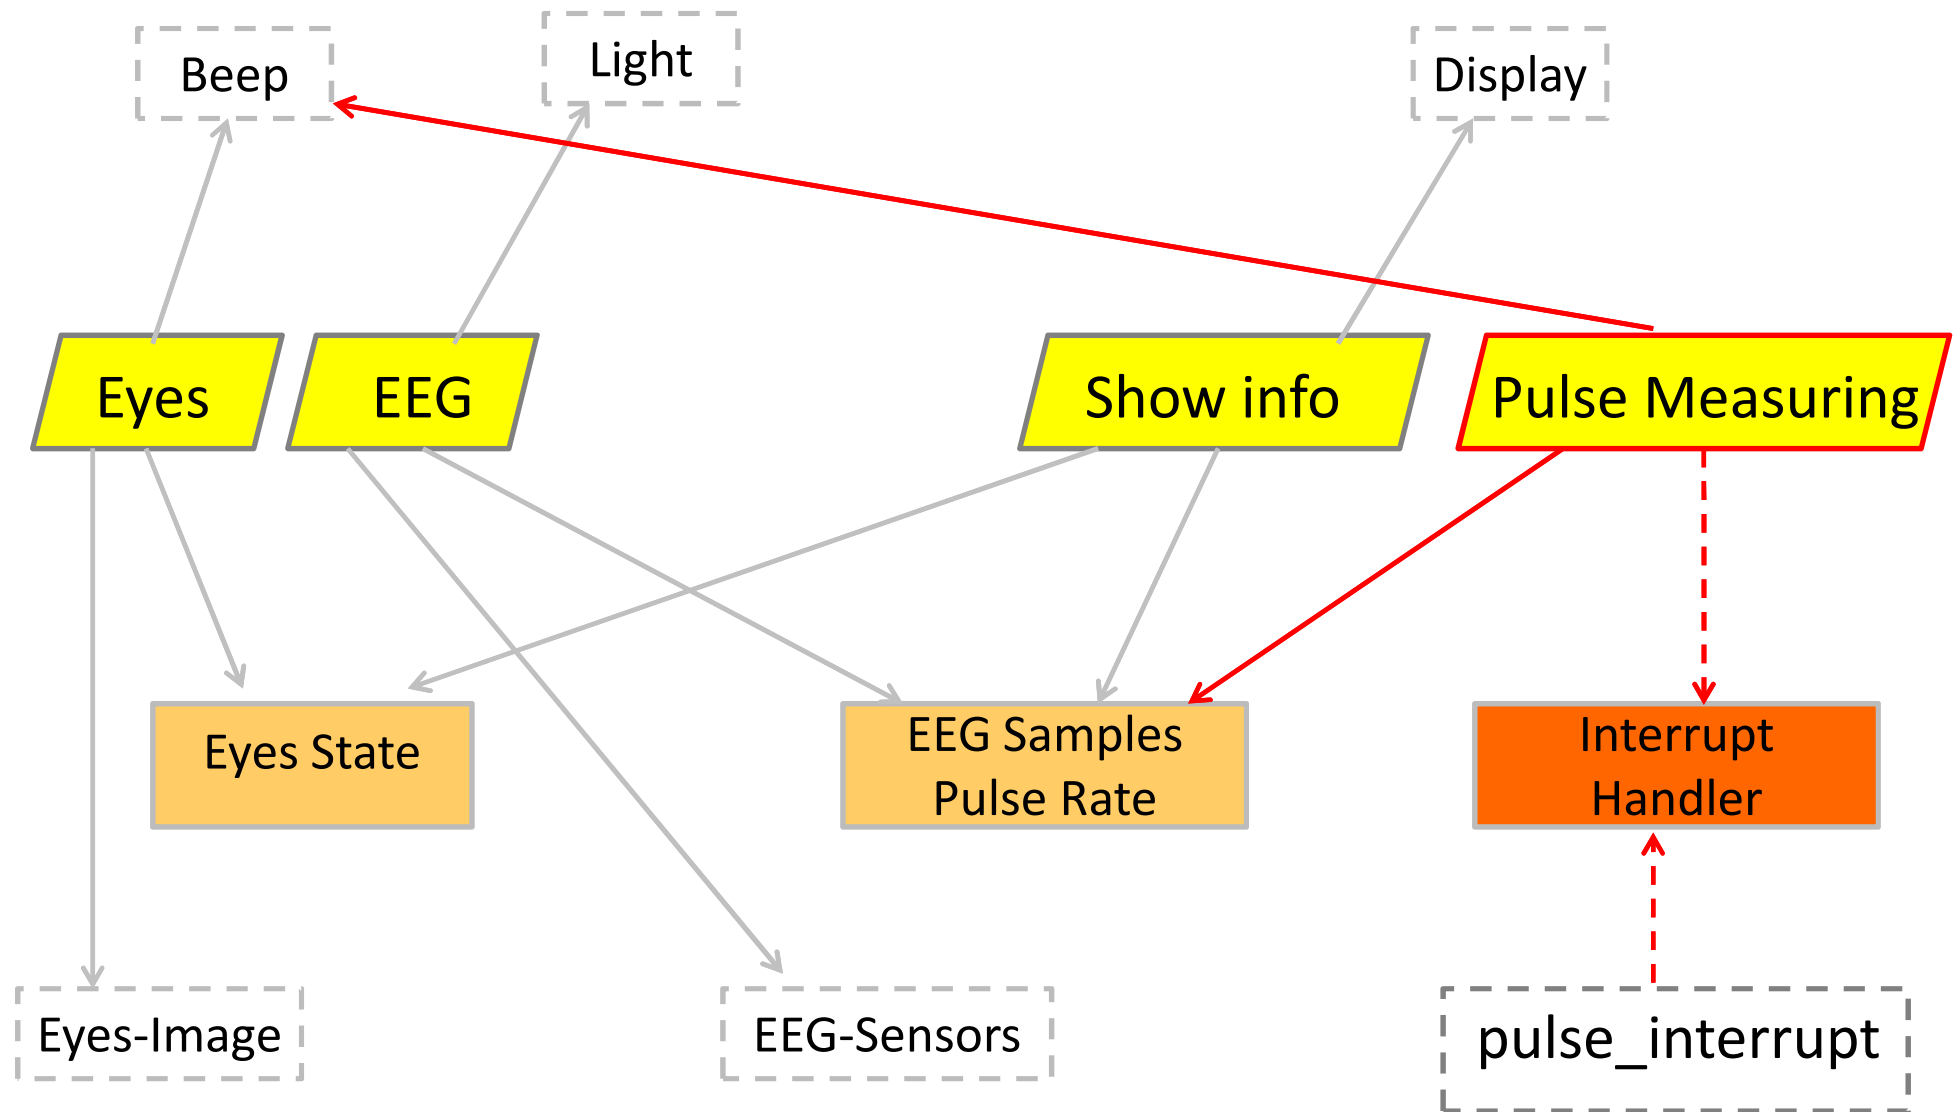 Beep
Light
Display
Eyes
EEG
Show info
Pulse Measuring
Eyes State
EEG Samples
Pulse Rate
Interrupt
Handler
Eyes-Image
EEG-Sensors
pulse_interrupt